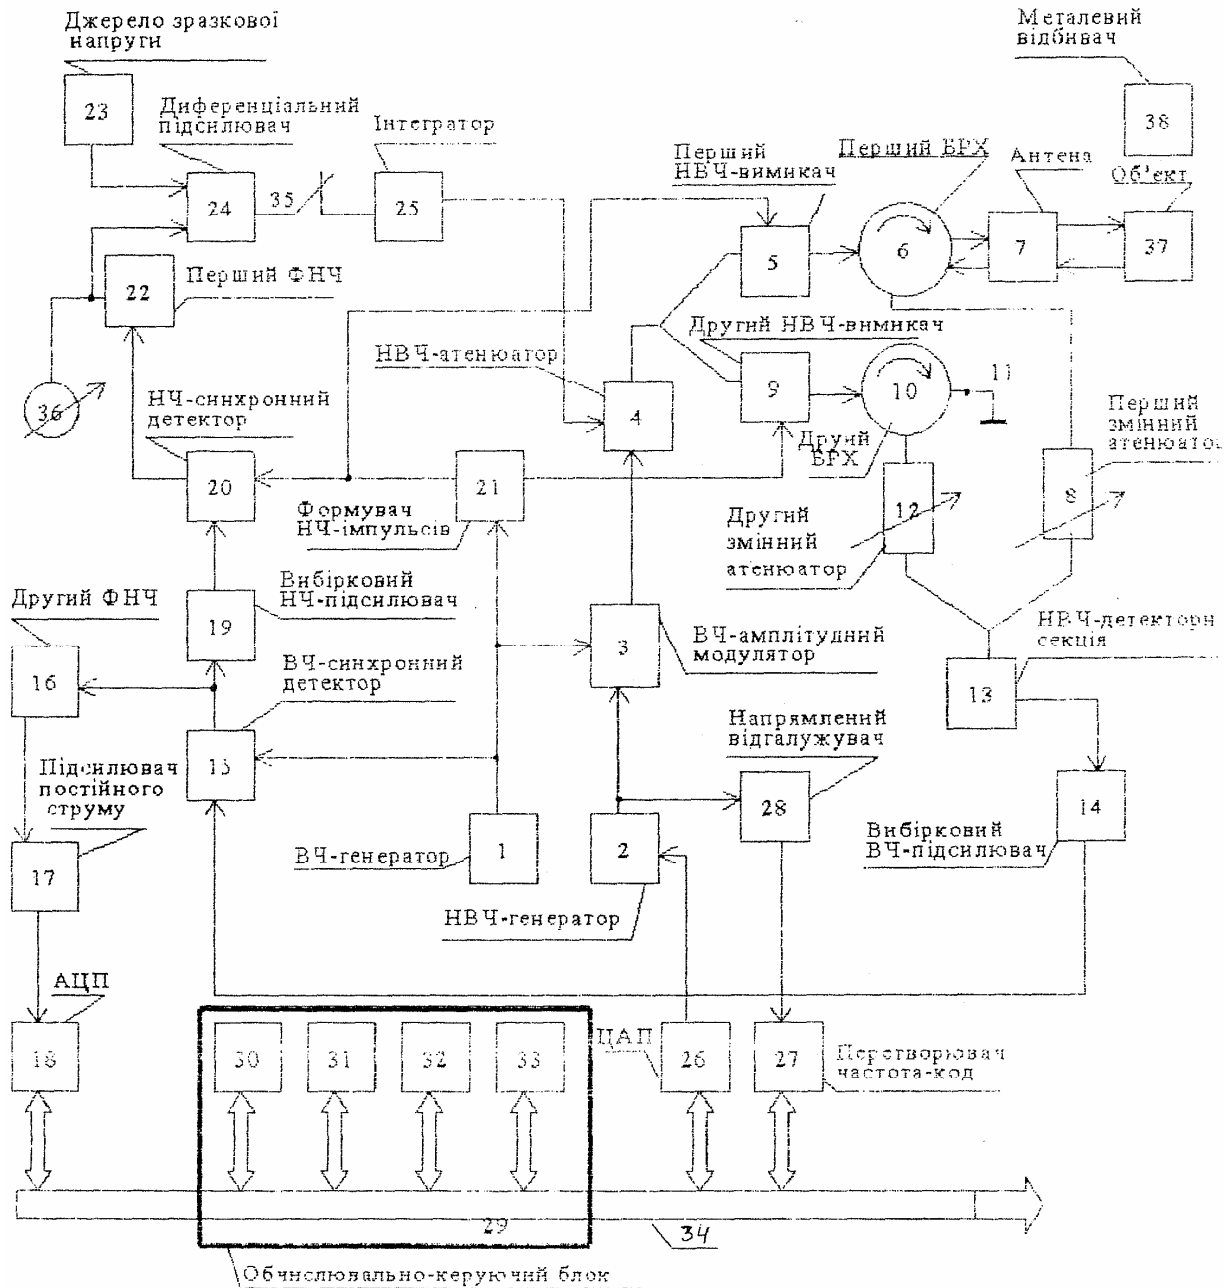 Джерело зразкової
напруги
Металевий
відбивач
23
38
Диференціальний
підсилювач
Інтегратор
Перший
НВЧ-вимикач
Перший БРХ
Антена
Об'єкт
24
35
25
5
6
7
37
22
Перший ФНЧ
Другий НВЧ-вимикач
НВЧ-атенюатор
36
4
9
10
11
НЧ-синхронний
детектор
Друий
БРХ
Перший
змінний
атенюатор
20
21
12
8
Формувач
НЧ-імпульсів
Другий
змінний
атенюатор
Вибірковий
НЧ-підсилювач
Другий ФНЧ
19
3
ВЧ-амплітудний
модулятор
НВЧ-детекторн
секція
16
ВЧ-синхронний
детектор
13
Напрямлений
відгалужувач
15
Підсилювач
постійного
струму
28
14
ВЧ-генератор
1
2
Вибірковий
ВЧ-підсилювач
17
НВЧ-генератор
АЦП
18
30
31
32
33
ЦАП
26
27
Перетворювач
частота-код
29
34
Обчислювально-керуючий блок